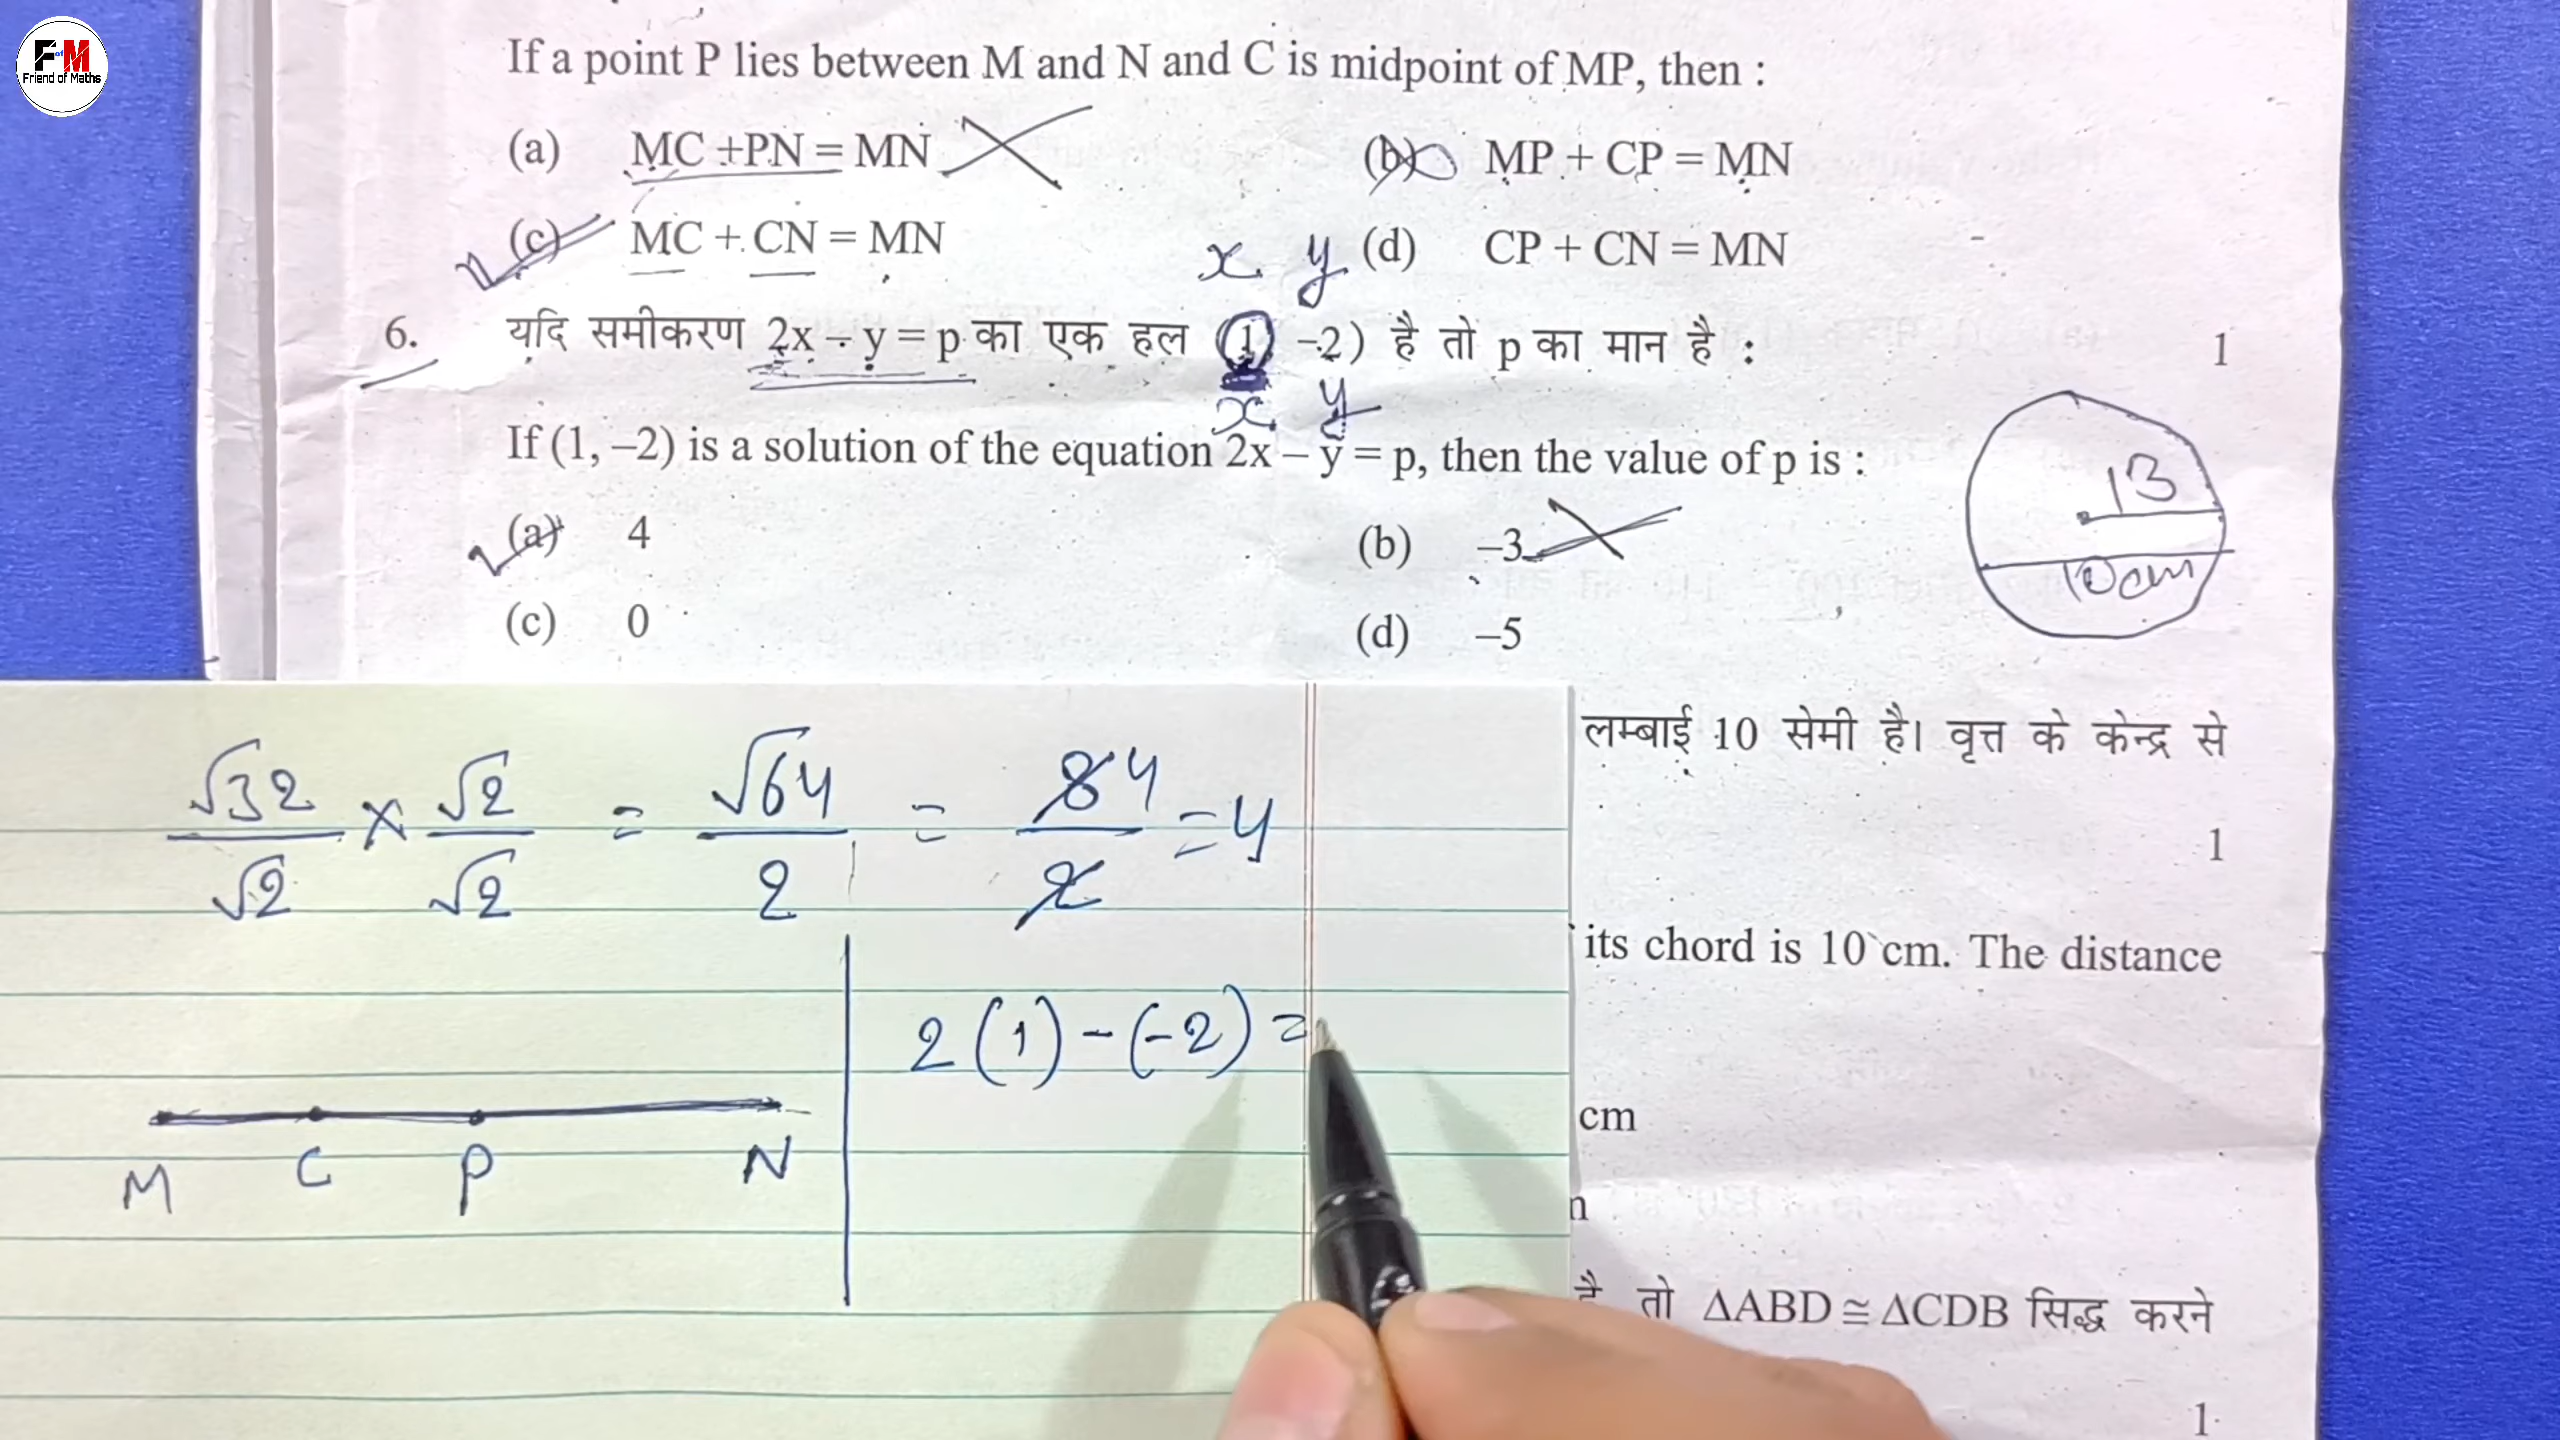 F of M
Friend of Maths
If a point P lies between M and N and C is midpoint of MP, then :
(a) MC +PN = MN (b) MP + CP = MN
(c) MC + CN = MN (d) CP + CN = MN
x y
6. यदि समीकरण 2x – y = p का एक हल (1, –2) है तो p का मान है : 1
x y
If (1, –2) is a solution of the equation 2x – y = p, then the value of p is :
13
(a) 4 (b) –3
10cm
(c) 0 (d) –5
लम्बाई 10 सेमी है। वृत्त के केन्द्र से
√32/√2 × √2/√2 = √64/2 = 8 4/2 = 4
1
its chord is 10 cm. The distance
2(1) - (-2) =
cm
M C P N
n
है तो ΔABD ≅ ΔCDB सिद्ध करने
1